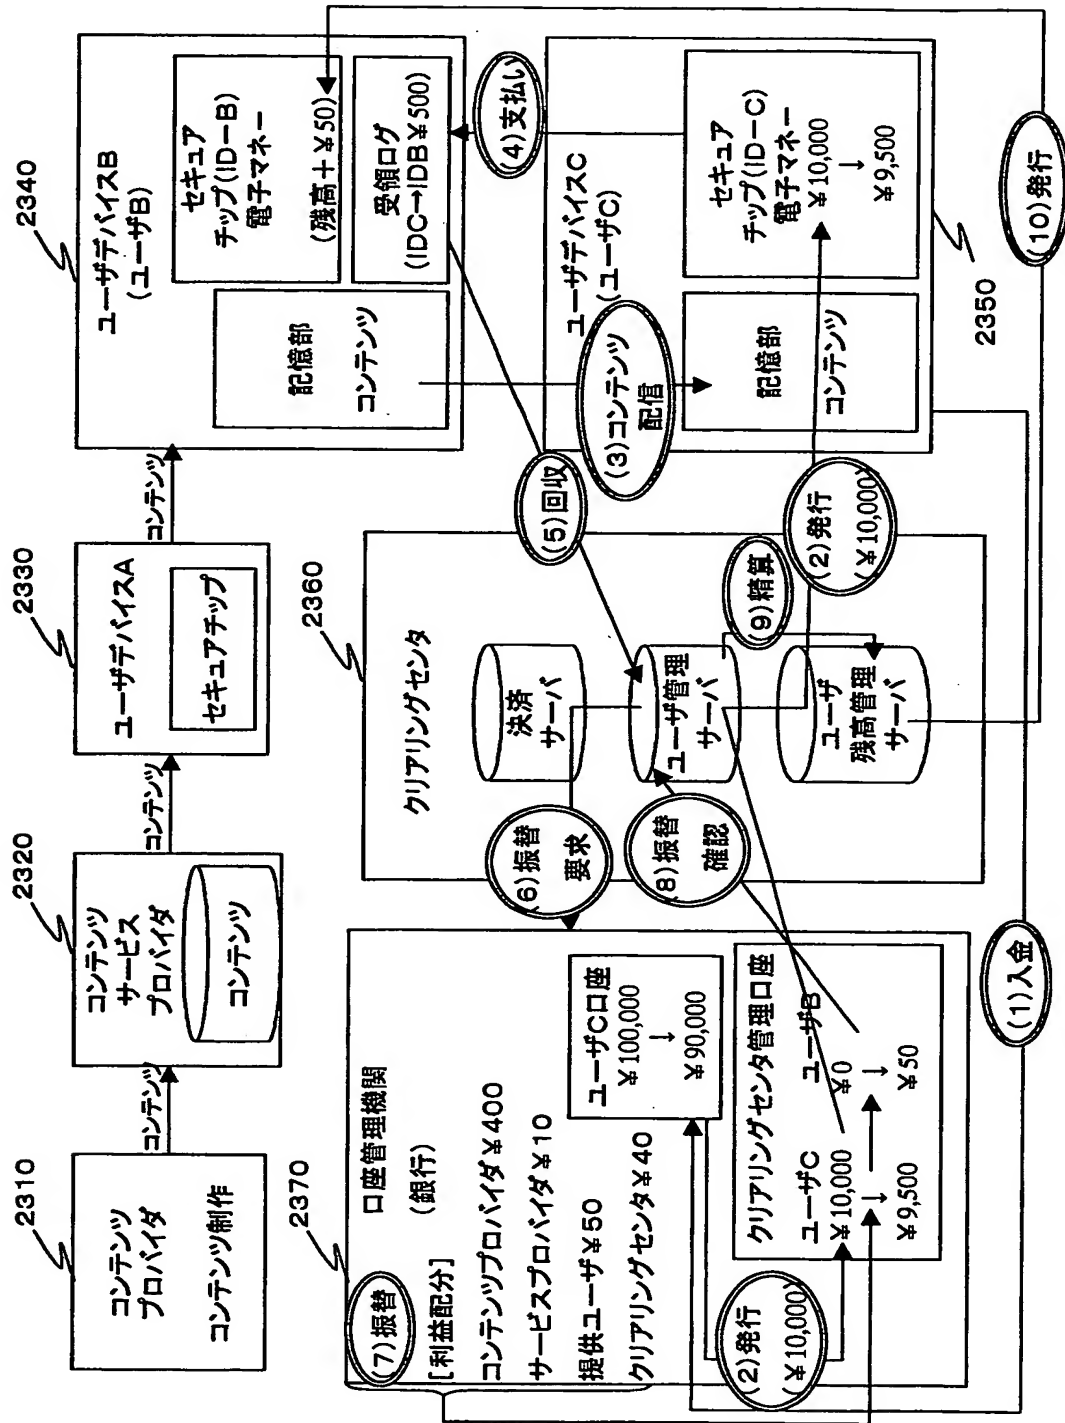 2310
コンテンツ
プロバイダ
コンテンツ制作
コンテンツ
2320
コンテンツ
サービス
プロバイダ
コンテンツ
コンテンツ
2330
ユーザデバイスA
セキュアチップ
コンテンツ
2340
ユーザデバイスB
(ユーザB)
記憶部
コンテンツ
セキュア
チップ(ID-B)
電子マネー
(残高+¥50)
受領ログ
(IDC→IDB¥500)
(4)支払い
(3)コンテンツ
配信
(5)回収
ユーザデバイスC
(ユーザC)
記憶部
コンテンツ
セキュア
チップ(ID-C)
電子マネー
¥10,000
↓
¥9,500
2350
2360
クリアリングセンタ
決済
サーバ
ユーザ管理
サーバ
ユーザ
残高管理
サーバ
(9)精算
(2)発行
(¥10,000)
(6)振替
要求
(8)振替
確認
2370
口座管理機関
(銀行)
(7)振替
[利益配分]
コンテンツプロバイダ¥400
サービスプロバイダ¥10
提供ユーザ¥50
クリアリングセンタ¥40
ユーザC口座
¥100,000
↓
¥90,000
クリアリングセンタ管理口座
ユーザC
¥10,000
↓
¥9,500
ユーザB
¥0
↓
¥50
(2)発行
(¥10,000)
(1)入金
(10)発行